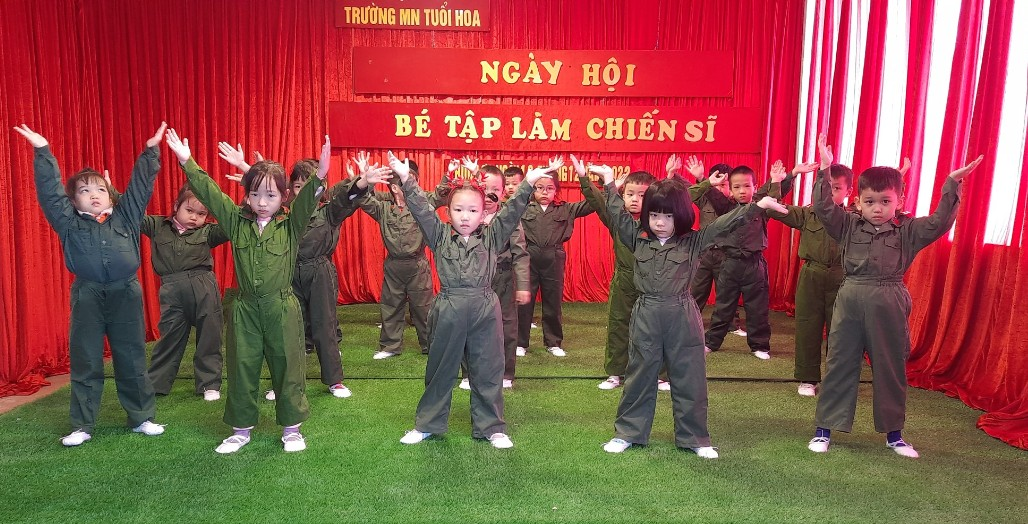 TRƯỜNG MN TUỔI HOA
NGÀY HỘI
BÉ TẬP LÀM CHIẾN SĨ